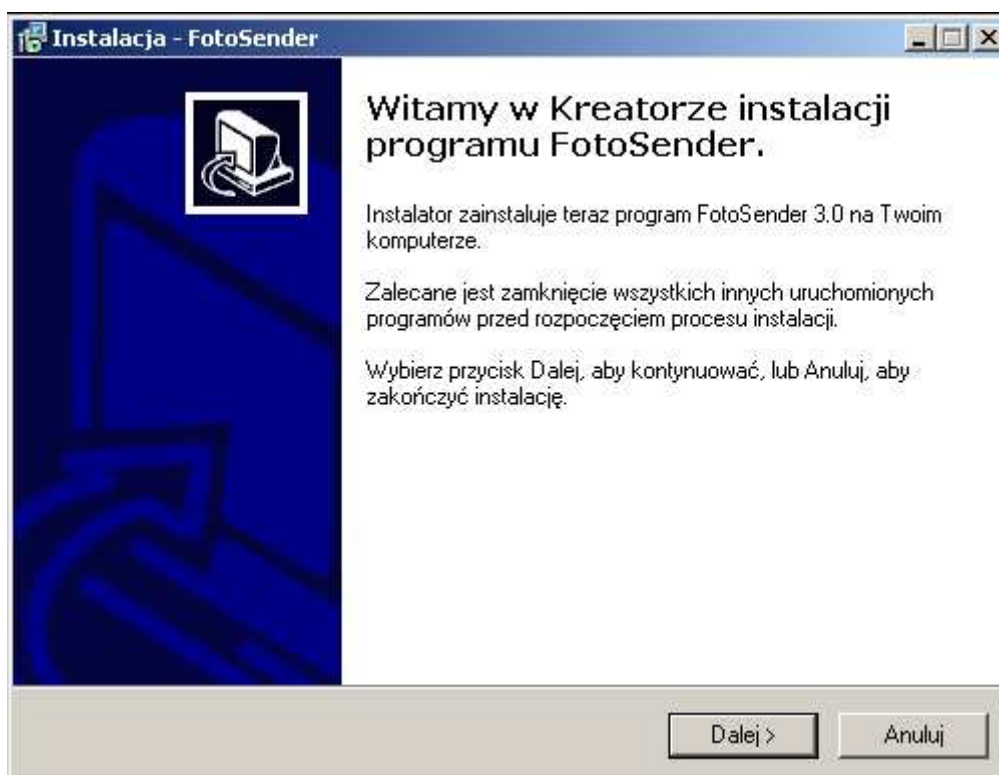 Instalacja - FotoSender
Witamy w Kreatorze instalacji
programu FotoSender.
Instalator zainstaluje teraz program FotoSender 3.0 na Twoim
komputerze.
Zalecane jest zamknięcie wszystkich innych uruchomionych
programów przed rozpoczęciem procesu instalacji.
Wybierz przycisk Dalej, aby kontynuować, lub Anuluj, aby
zakończyć instalację.
Dalej >
Anuluj